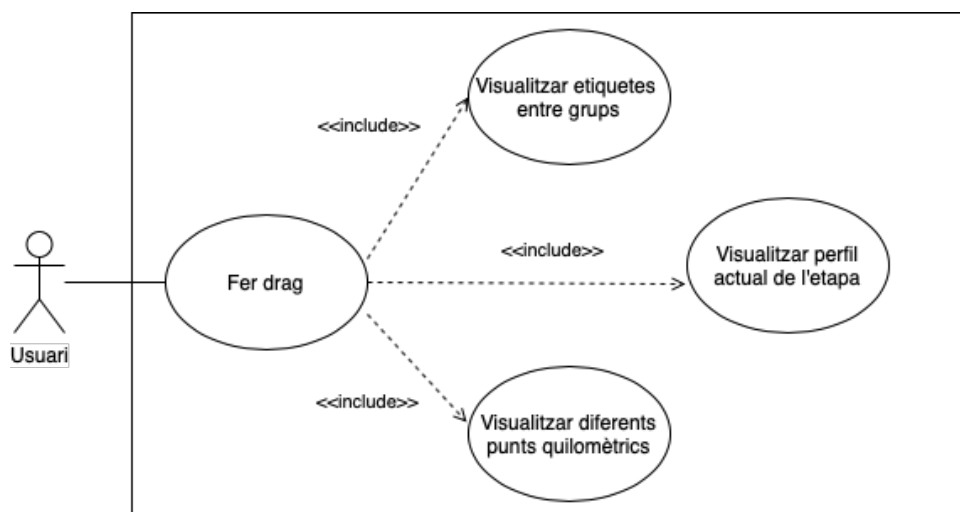 Visualitzar etiquetes
entre grups
<<include>>
<<include>>
Visualitzar perfil
actual de l'etapa
Fer drag
Usuari
<<include>>
Visualitzar diferents
punts quilomètrics